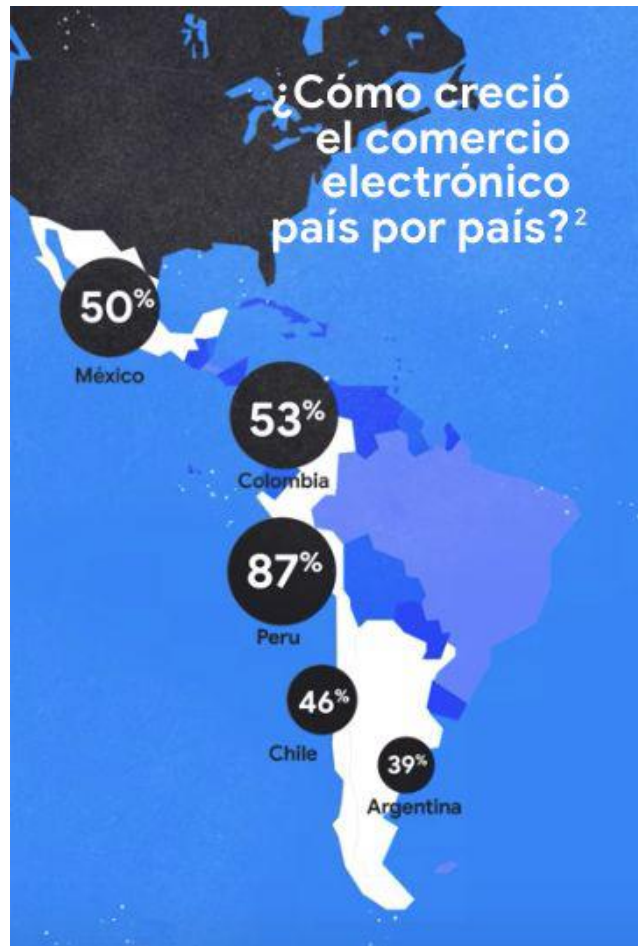 ¿Cómo creció
el comercio
electrónico
país por país?²
50%
México
53%
Colombia
87%
Peru
46%
Chile
39%
Argentina